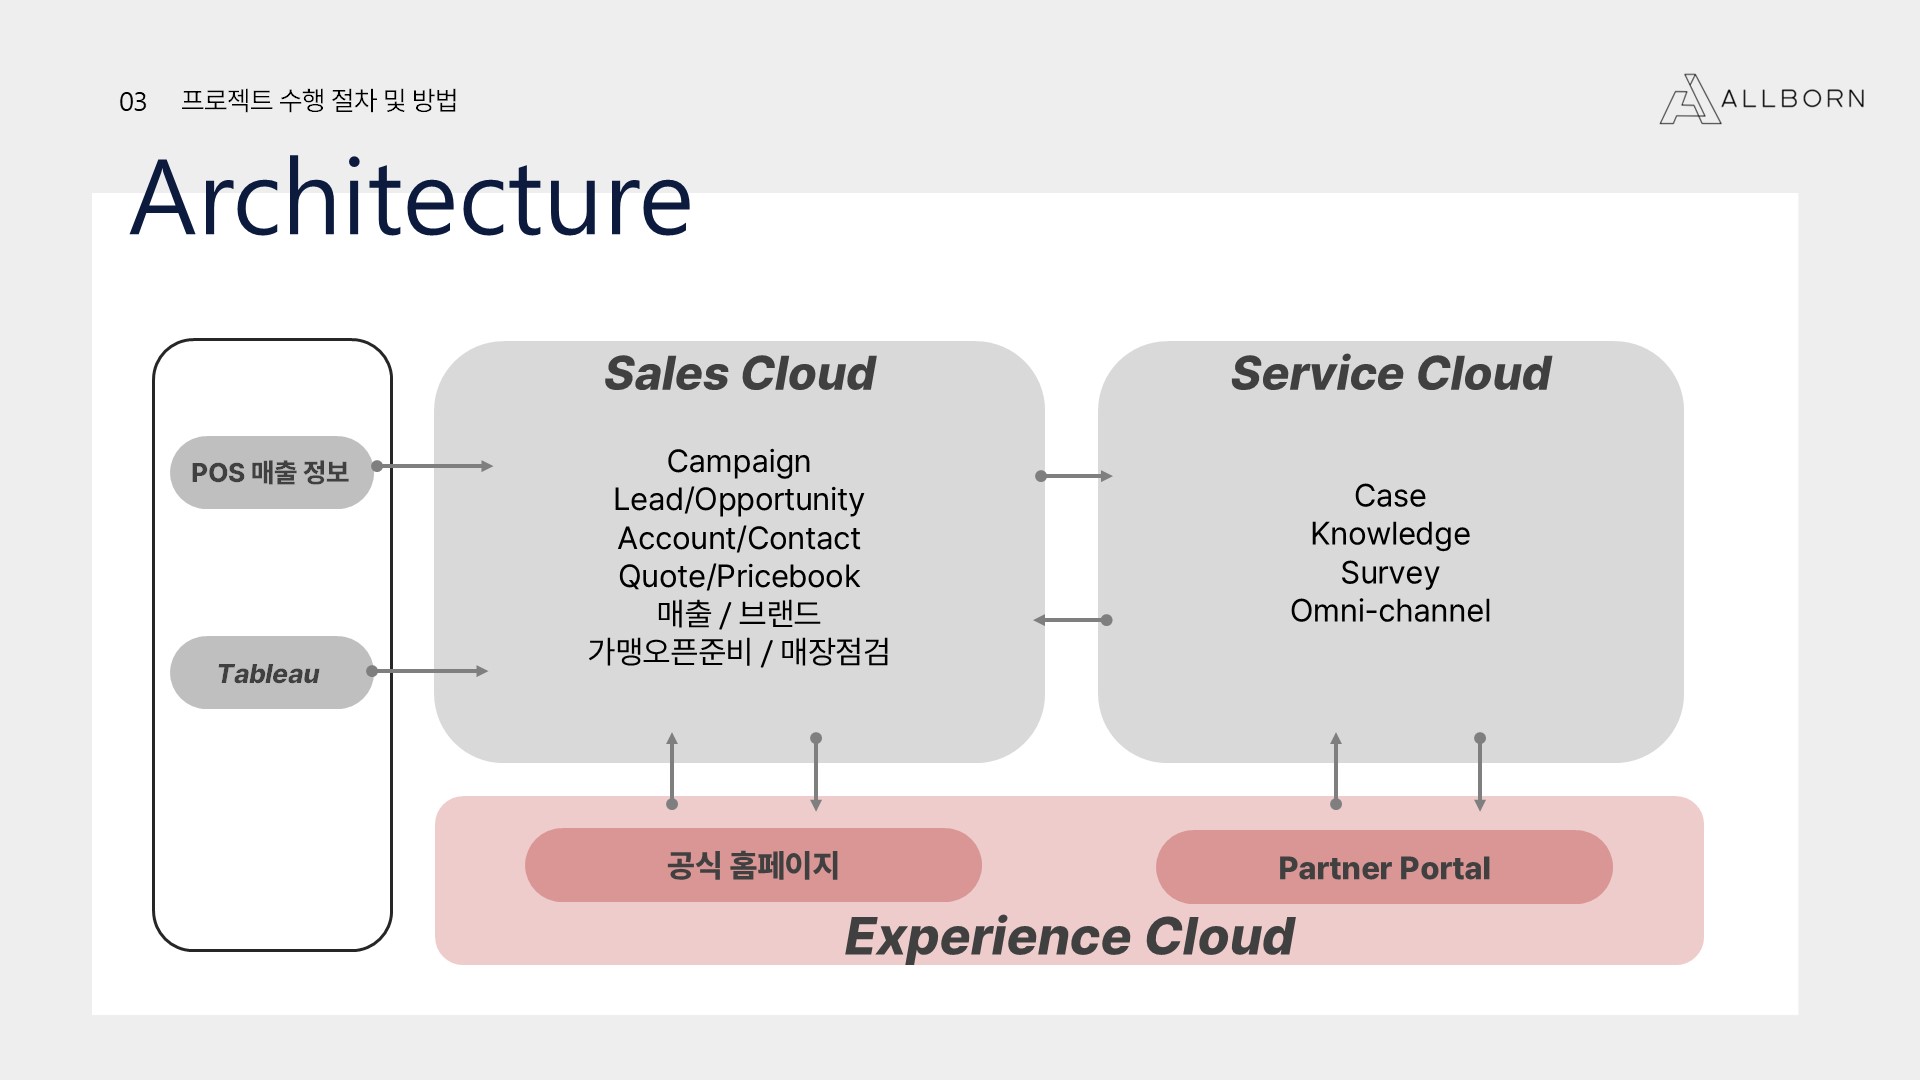 03 프로젝트 수행 절차 및 방법
ALLBORN
Architecture
POS 매출 정보
Tableau
Sales Cloud
Campaign
Lead/Opportunity
Account/Contact
Quote/Pricebook
매출 / 브랜드
가맹오픈준비 / 매장점검
Service Cloud
Case
Knowledge
Survey
Omni-channel
공식 홈페이지
Partner Portal
Experience Cloud